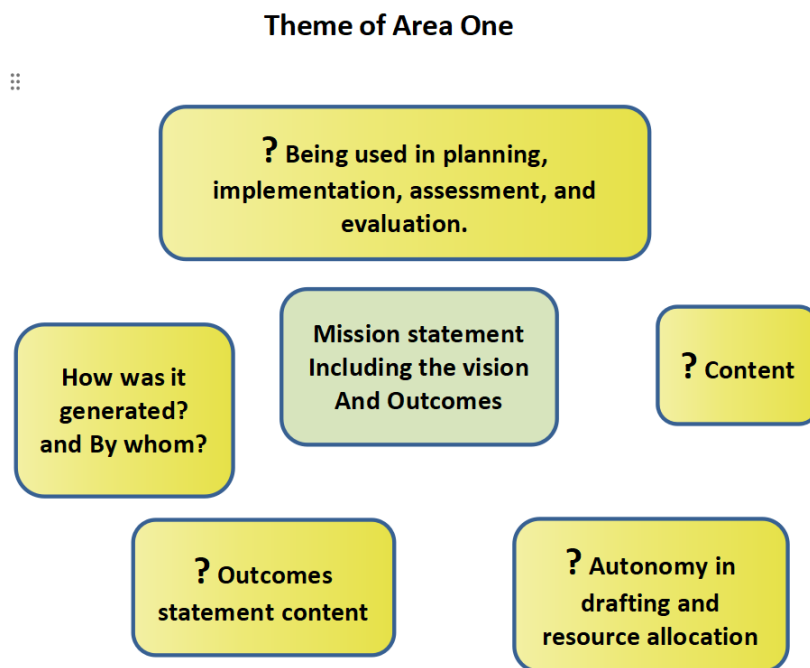 Theme of Area One
? Being used in planning,
implementation, assessment, and
evaluation.
Mission statement
Including the vision
And Outcomes
How was it
generated?
and By whom?
? Content
? Outcomes
statement content
? Autonomy in
drafting and
resource allocation